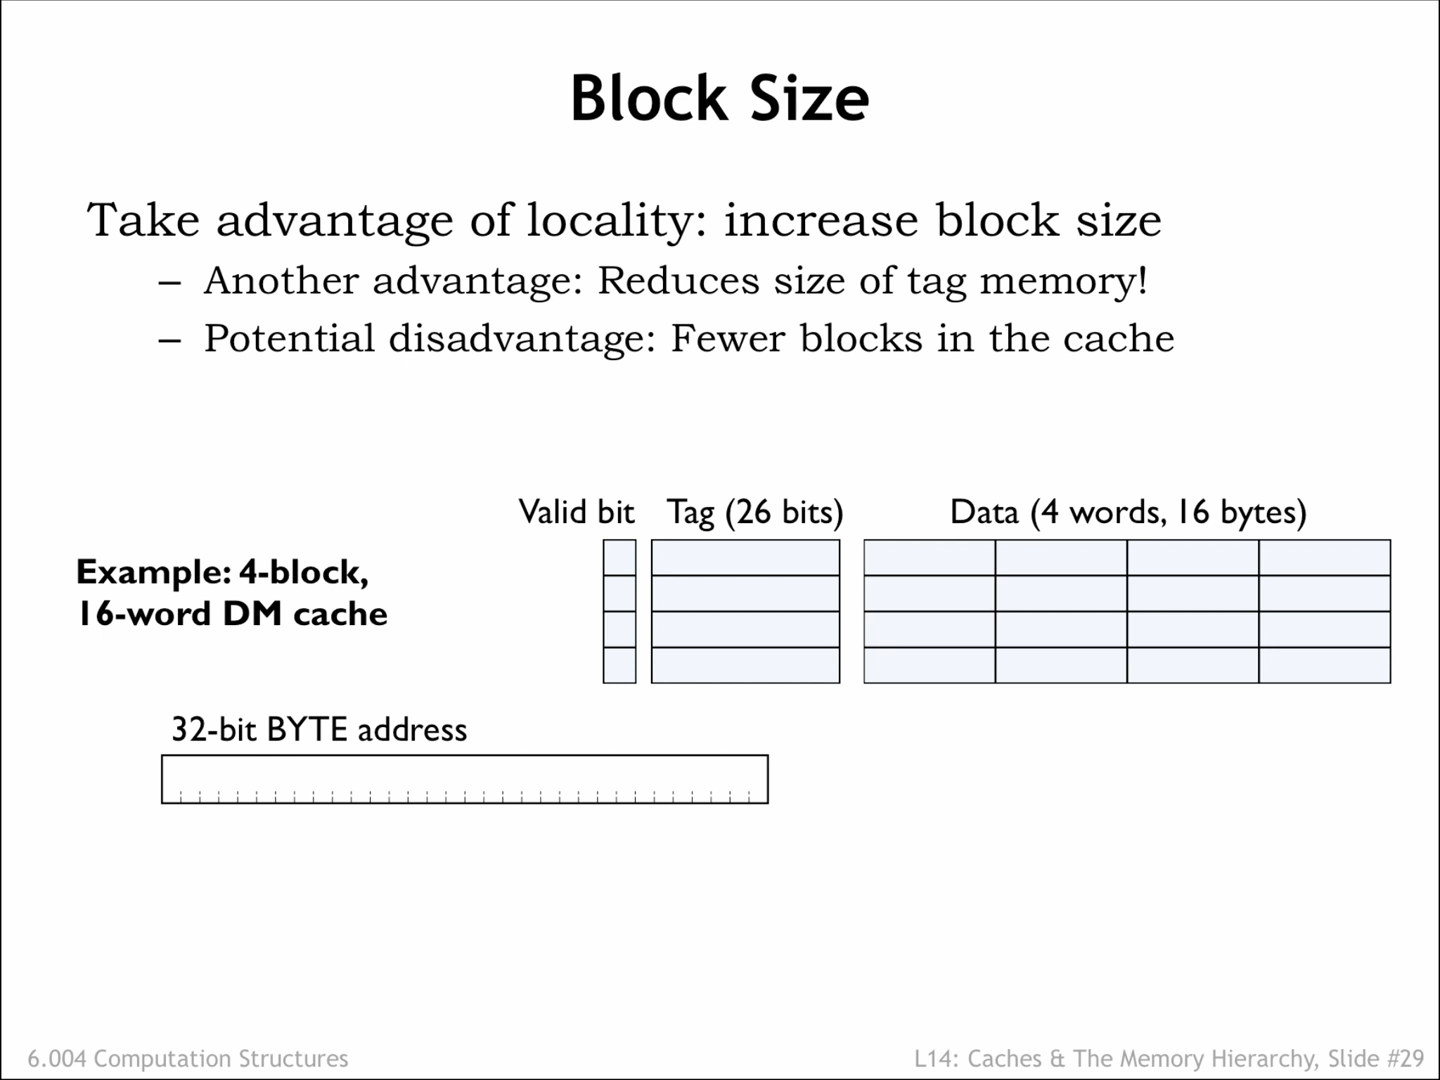 Block Size
Take advantage of locality: increase block size
– Another advantage: Reduces size of tag memory!
– Potential disadvantage: Fewer blocks in the cache
Valid bit Tag (26 bits) Data (4 words, 16 bytes)
Example: 4-block,
16-word DM cache
32-bit BYTE address
6.004 Computation Structures L14: Caches & The Memory Hierarchy, Slide #29